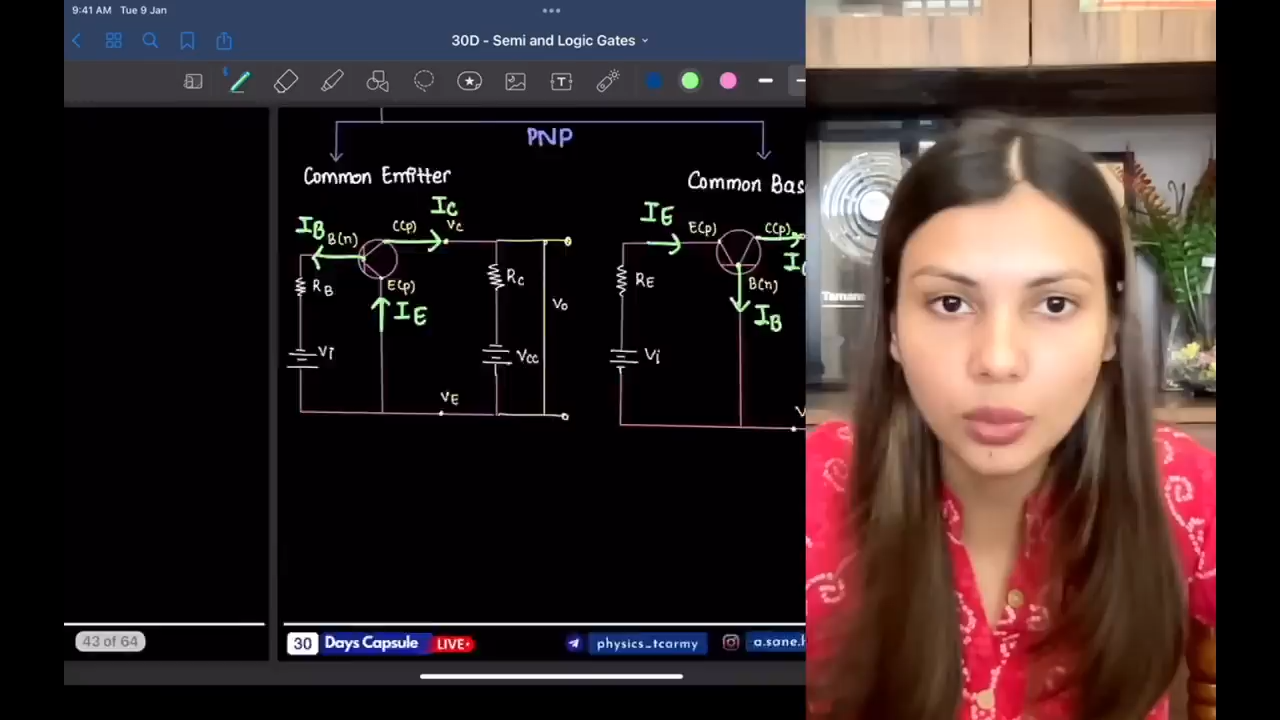 9:41 AM Tue 9 Jan
30D - Semi and Logic Gates
T
PNP
Common Emitter
Common Bas
IB
B(n)
C(p)
IC
VC
RB
E(p)
IE
RC
Vo
Vi
VCC
VE
IE
E(p)
C(p)
RE
B(n)
IB
Vi
43 of 64
30 Days Capsule LIVE
physics_tcarmy
a.sane.